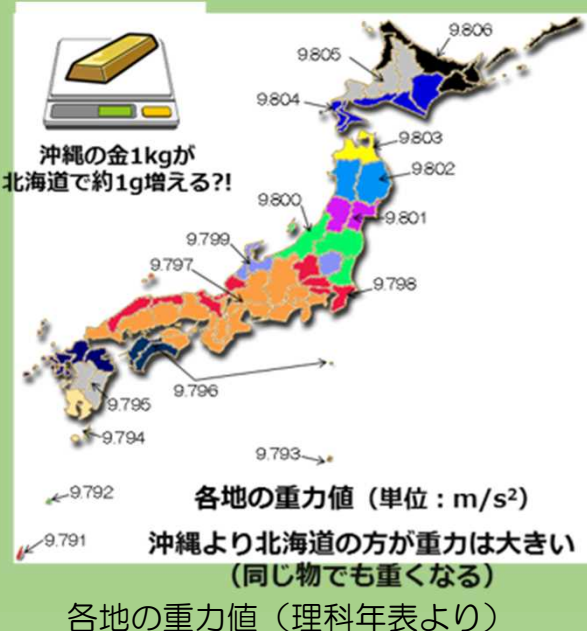 沖縄の金1kgが
北海道で約1g増える?!
9.806
9.805
9.804
9.803
9.802
9.801
9.800
9.799
9.798
9.797
9.796
9.795
9.794
9.793
9.792
9.791
各地の重力値（単位：m/s²）
沖縄より北海道の方が重力は大きい
（同じ物でも重くなる）
各地の重力値（理科年表より）